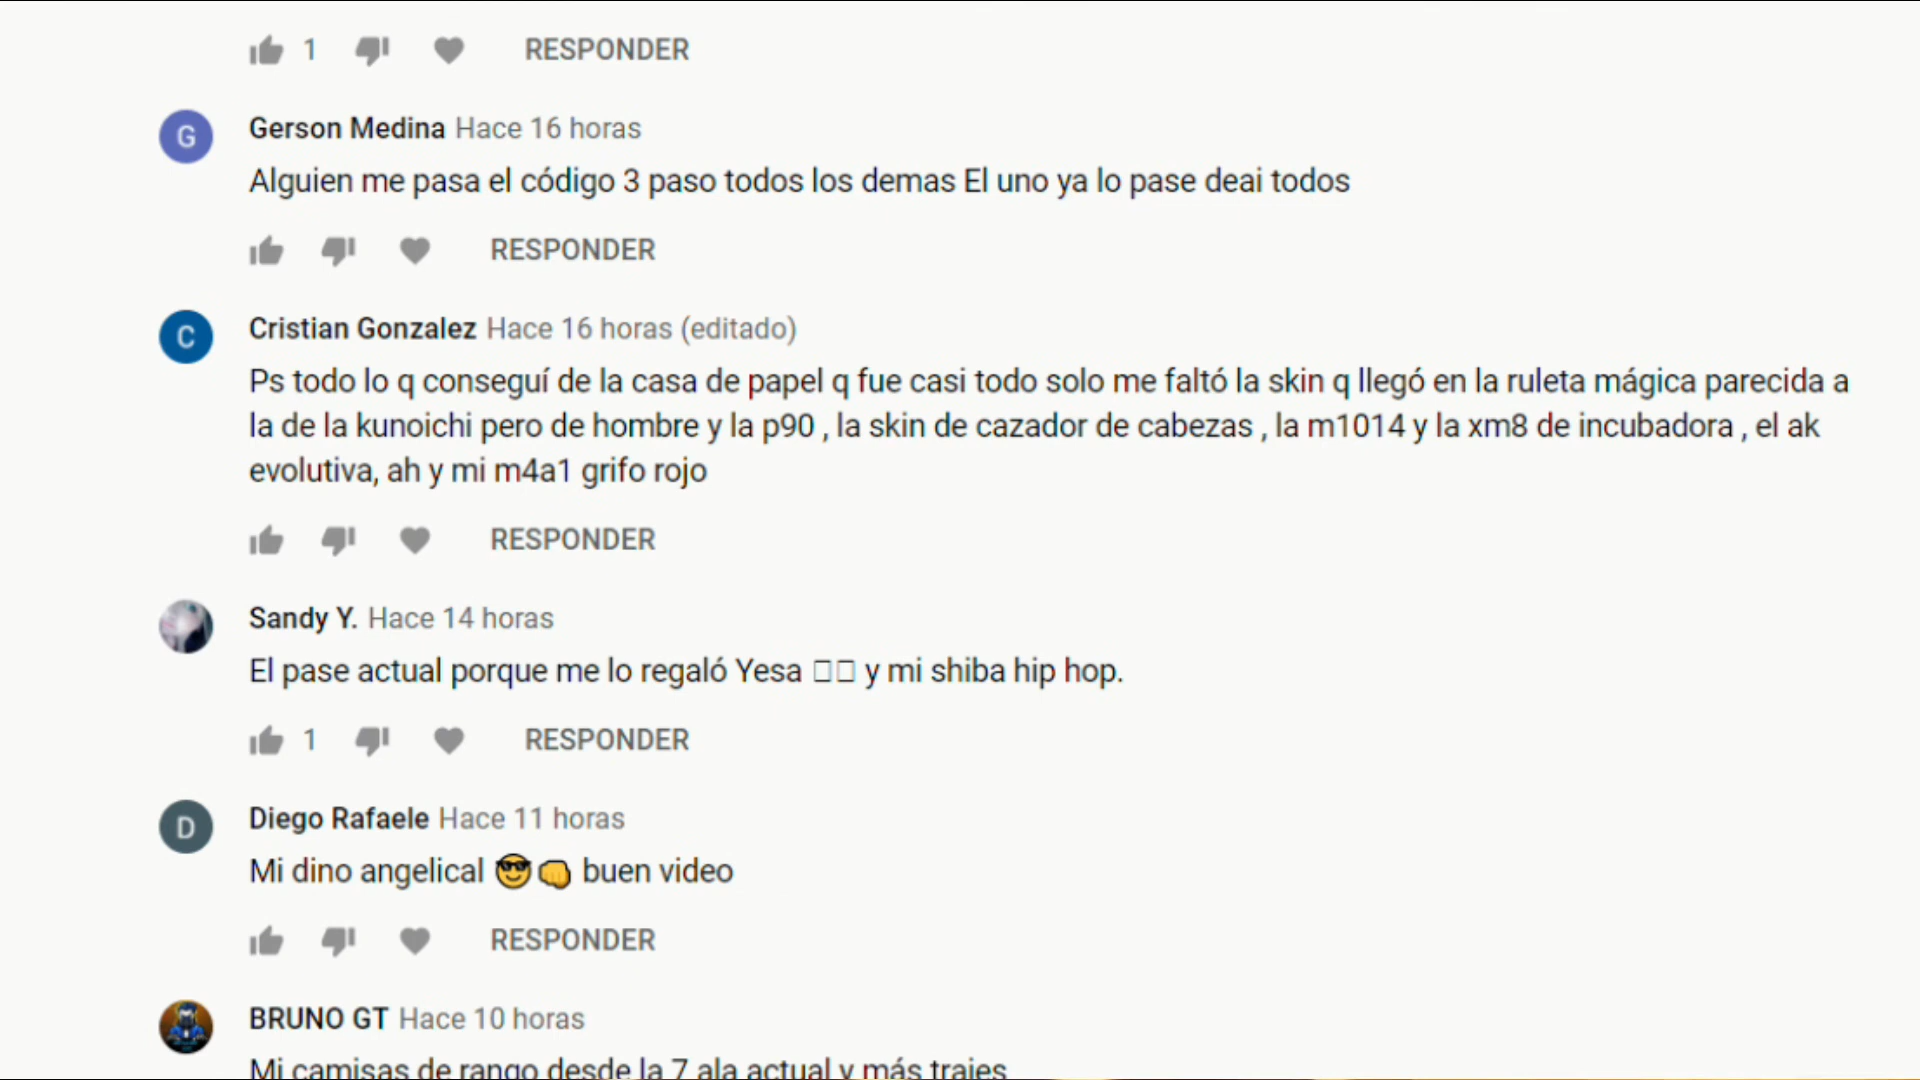 1 RESPONDER
G
Gerson Medina Hace 16 horas
Alguien me pasa el código 3 paso todos los demas El uno ya lo pase deai todos
RESPONDER
C
Cristian Gonzalez Hace 16 horas (editado)
Ps todo lo q conseguí de la casa de papel q fue casi todo solo me faltó la skin q llegó en la ruleta mágica parecida a
la de la kunoichi pero de hombre y la p90 , la skin de cazador de cabezas , la m1014 y la xm8 de incubadora , el ak
evolutiva, ah y mi m4a1 grifo rojo
RESPONDER
Sandy Y. Hace 14 horas
El pase actual porque me lo regaló Yesa □□ y mi shiba hip hop.
1 RESPONDER
D
Diego Rafaele Hace 11 horas
Mi dino angelical 😎👊 buen video
RESPONDER
BRUNO GT Hace 10 horas
Mi camisas de rango desde la 7 ala actual y más trajes